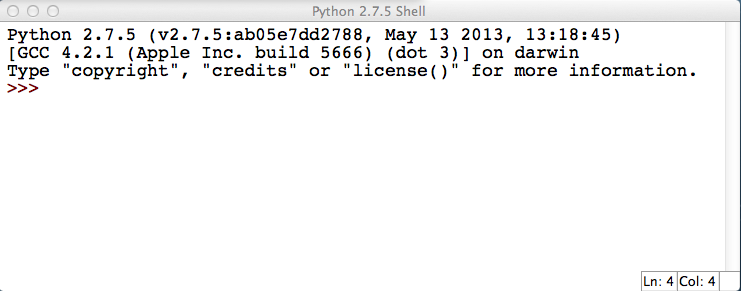 Python 2.7.5 Shell
Python 2.7.5 (v2.7.5:ab05e7dd2788, May 13 2013, 13:18:45)
[GCC 4.2.1 (Apple Inc. build 5666) (dot 3)] on darwin
Type "copyright", "credits" or "license()" for more information.
>>>
Ln: 4 Col: 4